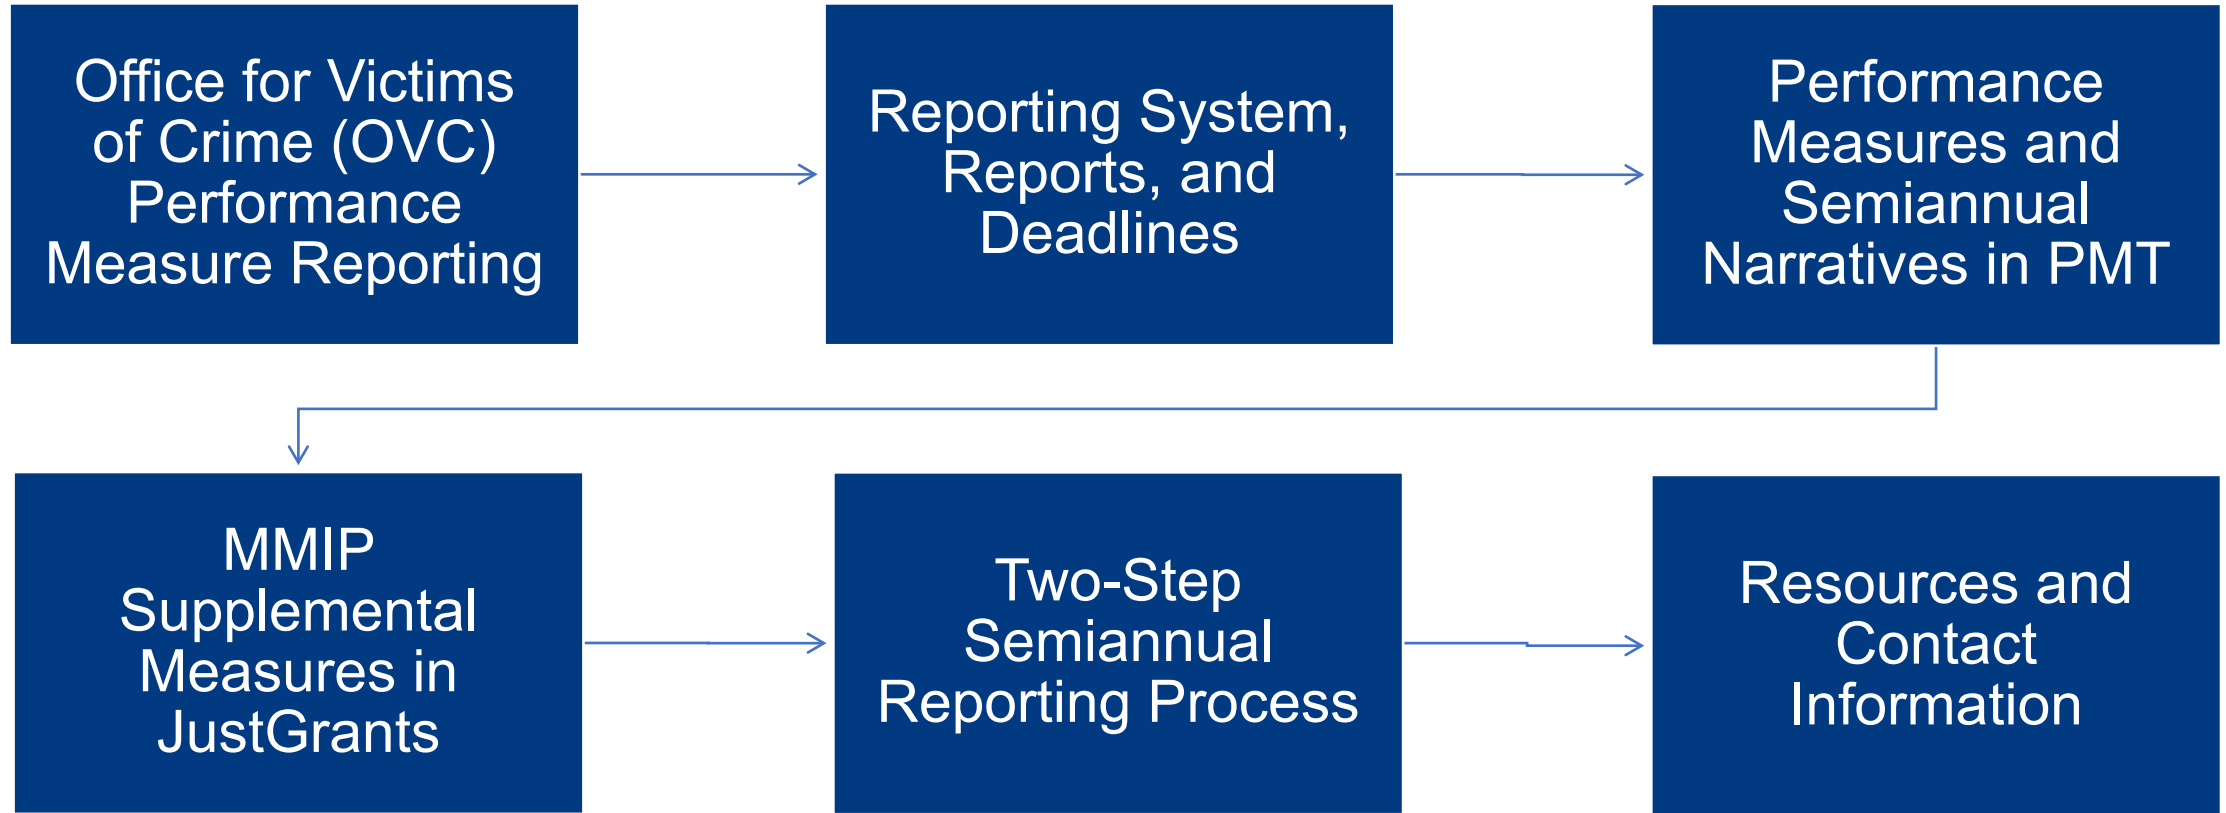 Office for Victims
of Crime (OVC)
Performance
Measure Reporting
Reporting System,
Reports, and
Deadlines
Performance
Measures and
Semiannual
Narratives in PMT
MMIP
Supplemental
Measures in
JustGrants
Two-Step
Semiannual
Reporting Process
Resources and
Contact
Information